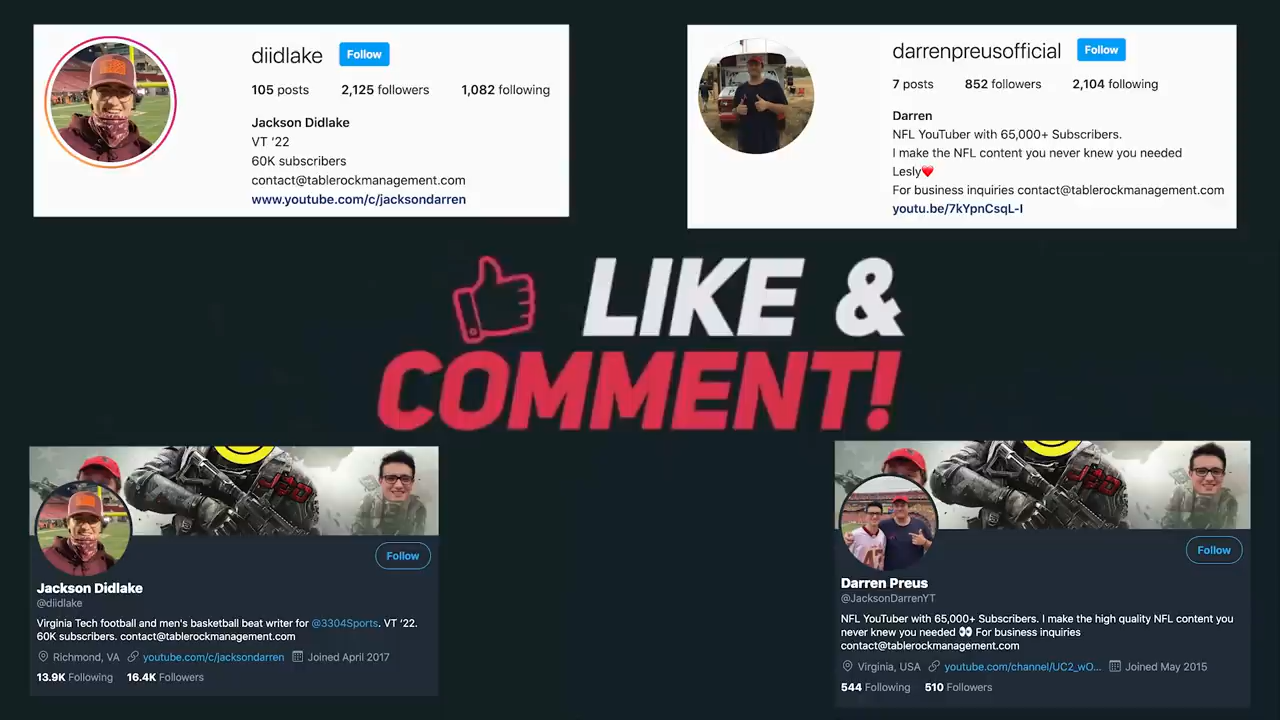 diidlake Follow
105 posts 2,125 followers 1,082 following
Jackson Didlake
VT '22
60K subscribers
contact@tablerockmanagement.com
www.youtube.com/c/jacksondarren
darrenpreusofficial Follow
7 posts 852 followers 2,104 following
Darren
NFL YouTuber with 65,000+ Subscribers.
I make the NFL content you never knew you needed
Lesly❤️
For business inquiries contact@tablerockmanagement.com
youtu.be/7kYpnCsqL-I
LIKE &
COMMENT!
Follow
Jackson Didlake
@diidlake
Virginia Tech football and men's basketball beat writer for @3304Sports. VT '22.
60K subscribers. contact@tablerockmanagement.com
Richmond, VA youtube.com/c/jacksondarren Joined April 2017
13.9K Following 16.4K Followers
Follow
Darren Preus
@JacksonDarrenYT
NFL YouTuber with 65,000+ Subscribers. I make the high quality NFL content you
never knew you needed 👀 For business inquiries
contact@tablerockmanagement.com
Virginia, USA youtube.com/channel/UC2_wO... Joined May 2015
544 Following 510 Followers